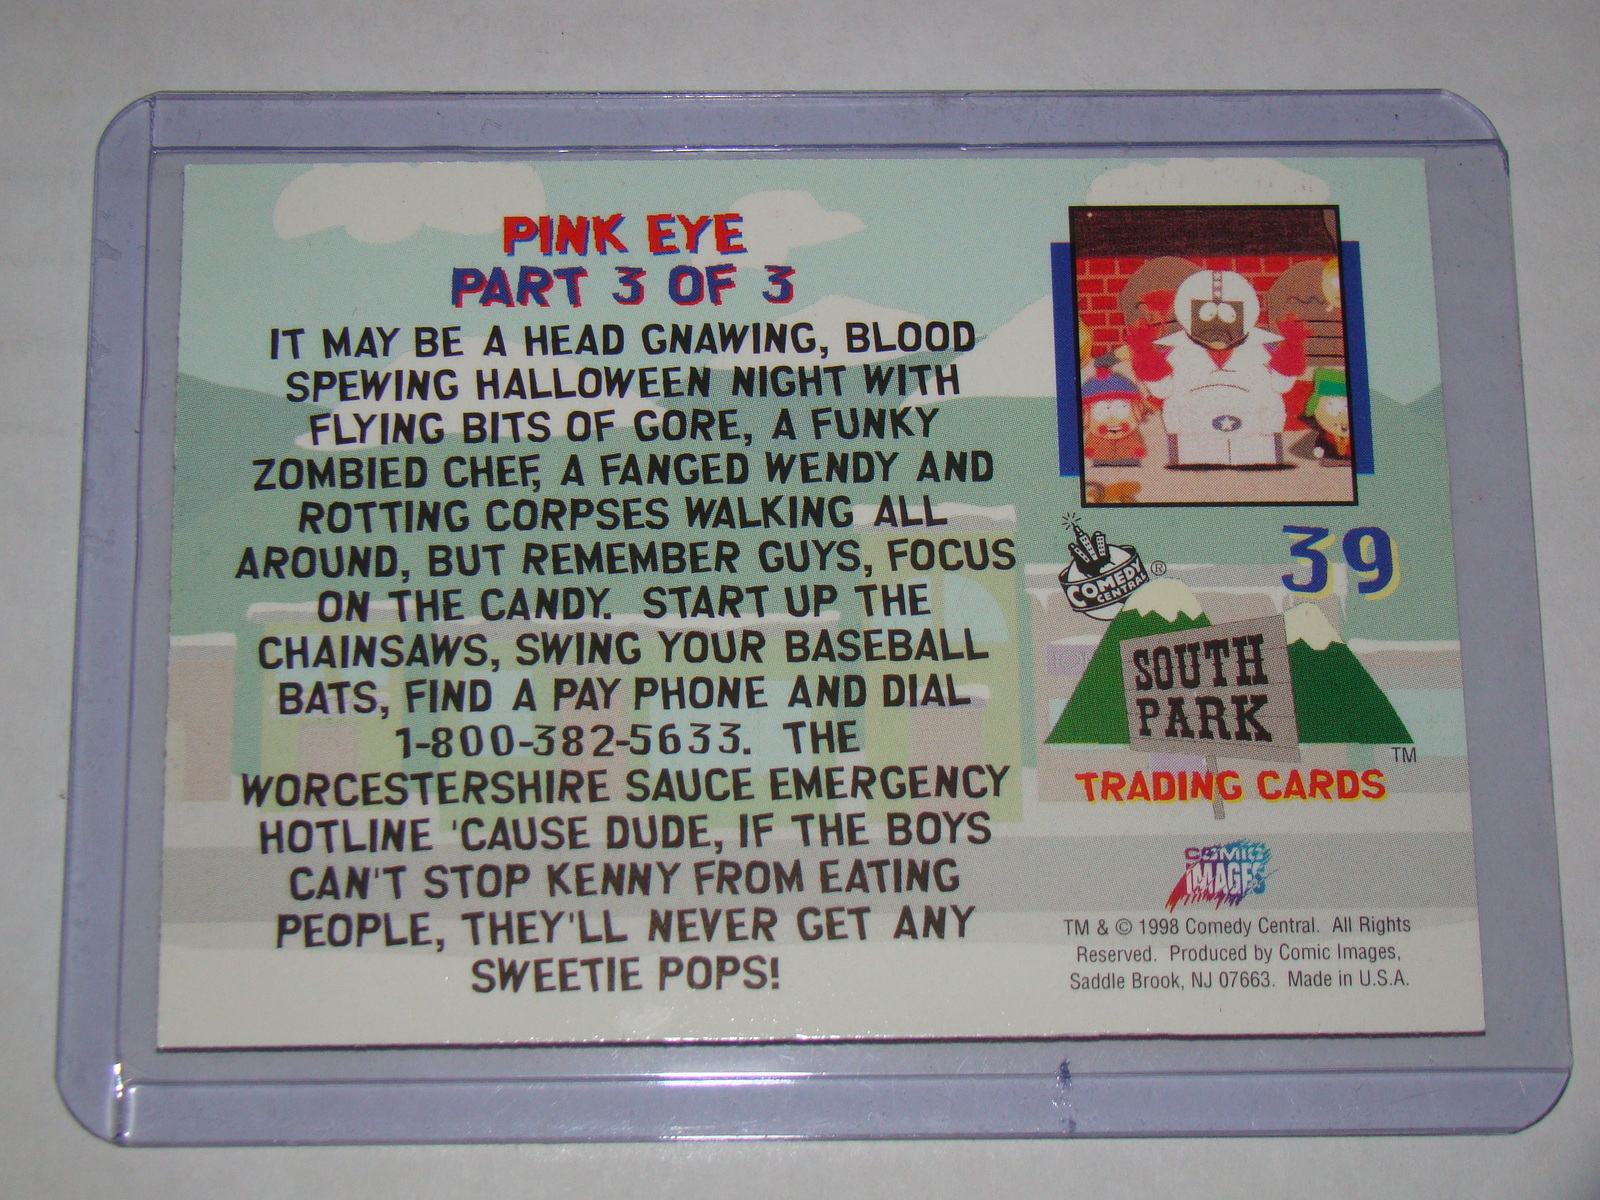 PINK EYE
PART 3 OF 3
IT MAY BE A HEAD GNAWING, BLOOD
SPEWING HALLOWEEN NIGHT WITH
FLYING BITS OF GORE, A FUNKY
ZOMBIED CHEF, A FANGED WENDY AND
ROTTING CORPSES WALKING ALL
AROUND, BUT REMEMBER GUYS, FOCUS
ON THE CANDY. START UP THE
CHAINSAWS, SWING YOUR BASEBALL
BATS, FIND A PAY PHONE AND DIAL
1-800-382-5633. THE
WORCESTERSHIRE SAUCE EMERGENCY
HOTLINE 'CAUSE DUDE, IF THE BOYS
CAN'T STOP KENNY FROM EATING
PEOPLE, THEY'LL NEVER GET ANY
SWEETIE POPS!
39
COMEDY
CENTRAL ®
SOUTH
PARK
TM
TRADING CARDS
COMIC
IMAGES
TM & © 1998 Comedy Central. All Rights
Reserved. Produced by Comic Images,
Saddle Brook, NJ 07663. Made in U.S.A.